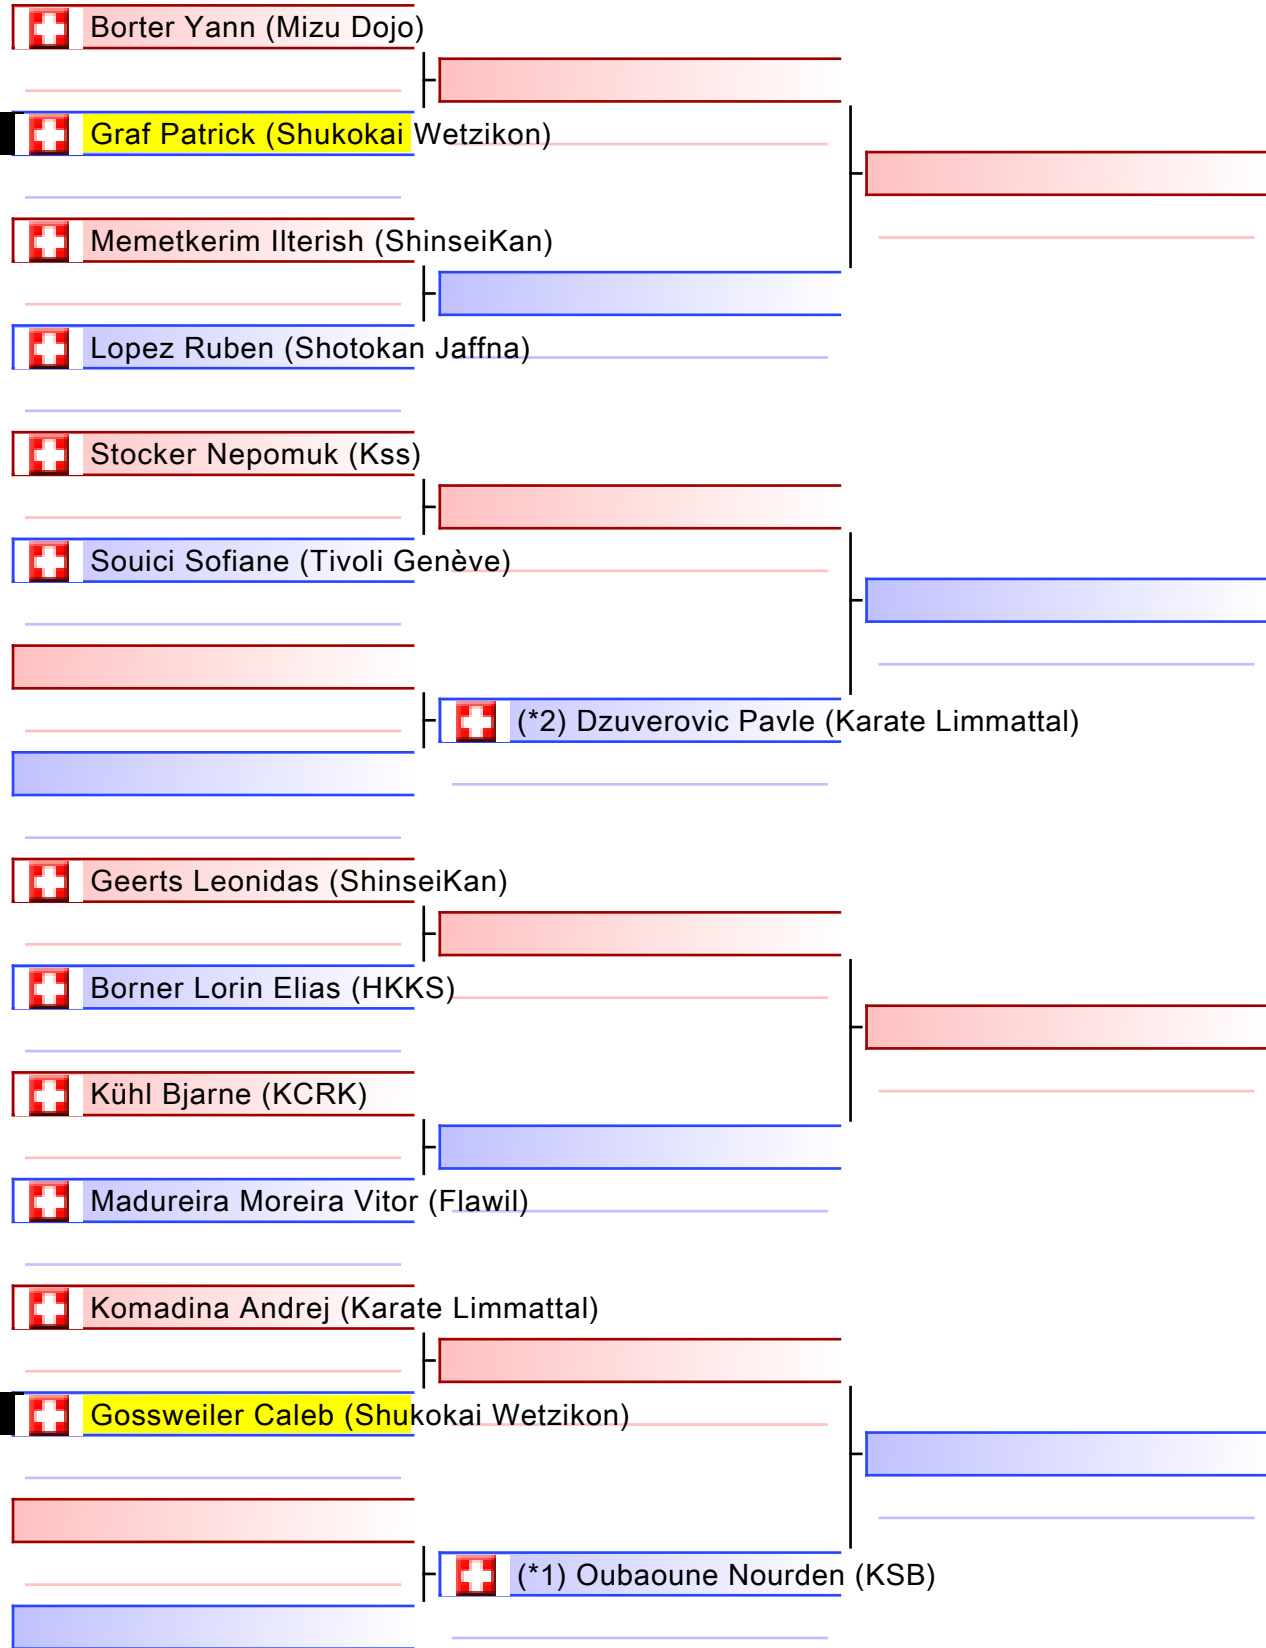 Borter Yann (Mizu Dojo)
Graf Patrick (Shukokai Wetzikon)
Memetkerim Ilterish (ShinseiKan)
Lopez Ruben (Shotokan Jaffna)
Stocker Nepomuk (Kss)
Souici Sofiane (Tivoli Genève)
(*2) Dzuverovic Pavle (Karate Limmattal)
Geerts Leonidas (ShinseiKan)
Borner Lorin Elias (HKKS)
Kühl Bjarne (KCRK)
Madureira Moreira Vitor (Flawil)
Komadina Andrej (Karate Limmattal)
Gossweiler Caleb (Shukokai Wetzikon)
(*1) Oubaoune Nourden (KSB)